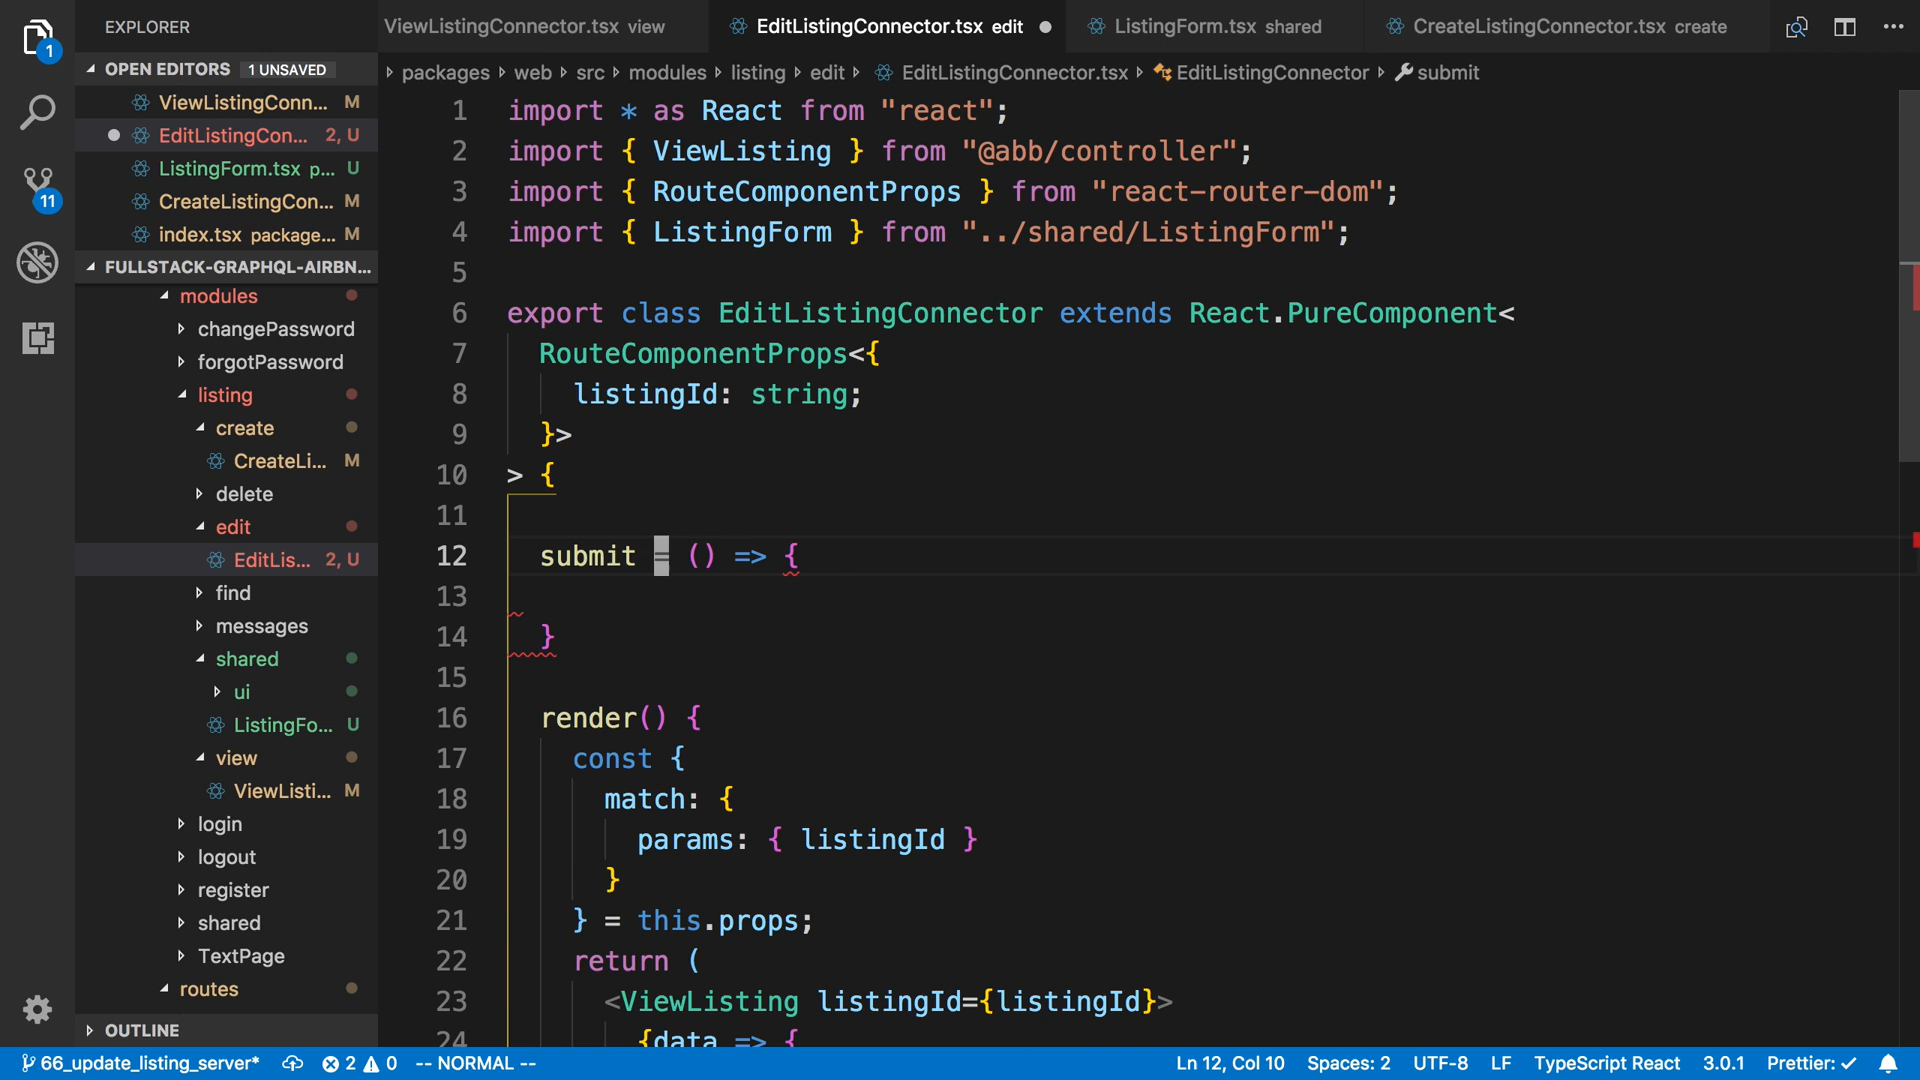 EXPLORER
OPEN EDITORS 1 UNSAVED
ViewListingConn... M
EditListingCon... 2, U
ListingForm.tsx p... U
CreateListingCon... M
index.tsx package... M
FULLSTACK-GRAPHQL-AIRBN...
modules
changePassword
forgotPassword
listing
create
CreateLi... M
delete
edit
EditLis... 2, U
find
messages
shared
ui
ListingFo... U
view
ViewListi... M
login
logout
register
shared
TextPage
routes
OUTLINE
1
11
ViewListingConnector.tsx view
EditListingConnector.tsx edit
ListingForm.tsx shared
CreateListingConnector.tsx create
packages web src modules listing edit EditListingConnector.tsx EditListingConnector submit
1 import * as React from "react";
2 import { ViewListing } from "@abb/controller";
3 import { RouteComponentProps } from "react-router-dom";
4 import { ListingForm } from "../shared/ListingForm";
5
6 export class EditListingConnector extends React.PureComponent<
7 RouteComponentProps<{
8 listingId: string;
9 }>
10 > {
11
12 submit = () => {
13
14 }
15
16 render() {
17 const {
18 match: {
19 params: { listingId }
20 }
21 } = this.props;
22 return (
23 <ViewListing listingId={listingId}>
24 {data => {
66_update_listing_server* 2 0 -- NORMAL -- Ln 12, Col 10 Spaces: 2 UTF-8 LF TypeScript React 3.0.1 Prettier: ✓